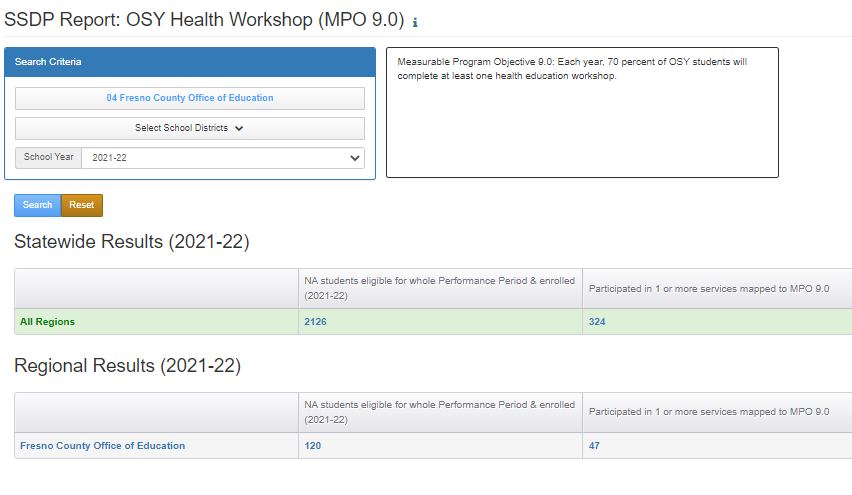 SSDP Report: OSY Health Workshop (MPO 9.0) i
Search Criteria
04 Fresno County Office of Education
Select School Districts
School Year 2021-22
Measurable Program Objective 9.0: Each year, 70 percent of OSY students will
complete at least one health education workshop.
Search Reset
Statewide Results (2021-22)
NA students eligible for whole Performance Period & enrolled
(2021-22)
Participated in 1 or more services mapped to MPO 9.0
All Regions 2126 324
Regional Results (2021-22)
NA students eligible for whole Performance Period & enrolled
(2021-22)
Participated in 1 or more services mapped to MPO 9.0
Fresno County Office of Education 120 47